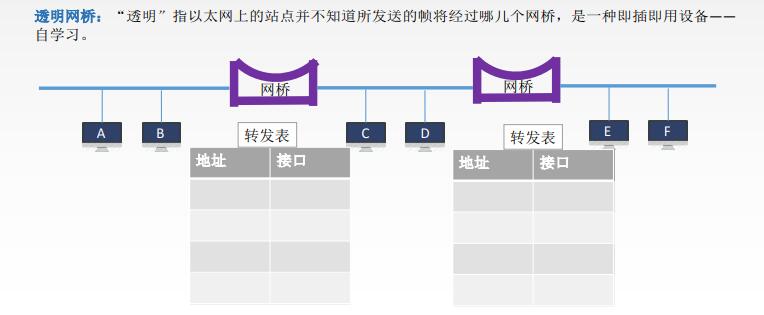 透明网桥：“透明”指以太网上的站点并不知道所发送的帧将经过哪几个网桥，是一种即插即用设备——
自学习。
网桥
网桥
A
B
C
D
E
F
转发表
转发表
地址 接口
地址 接口